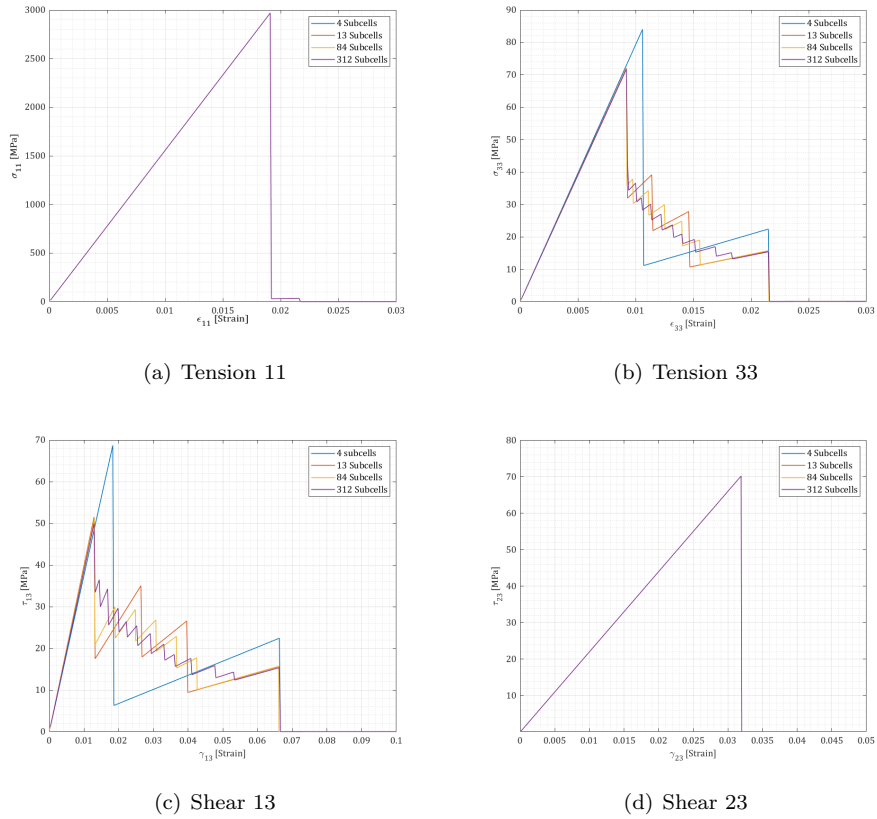 3000
2500
2000
1500
1000
500
0
σ11 [MPa]
0 0.005 0.01 0.015 0.02 0.025 0.03
ϵ11 [Strain]
4 Subcells
13 Subcells
84 Subcells
312 Subcells
(a) Tension 11
90
80
70
60
50
40
30
20
10
0
σ33 [MPa]
0 0.005 0.01 0.015 0.02 0.025 0.03
ϵ33 [Strain]
4 Subcells
13 Subcells
84 Subcells
312 Subcells
(b) Tension 33
70
60
50
40
30
20
10
0
τ13 [MPa]
0 0.01 0.02 0.03 0.04 0.05 0.06 0.07 0.08 0.09 0.1
γ13 [Strain]
4 subcells
13 Subcells
84 Subcells
312 Subcells
(c) Shear 13
80
70
60
50
40
30
20
10
τ23 [MPa]
0 0.005 0.01 0.015 0.02 0.025 0.03 0.035 0.04 0.045 0.05
γ23 [Strain]
4 Subcells
13 Subcells
84 Subcells
312 Subcells
(d) Shear 23